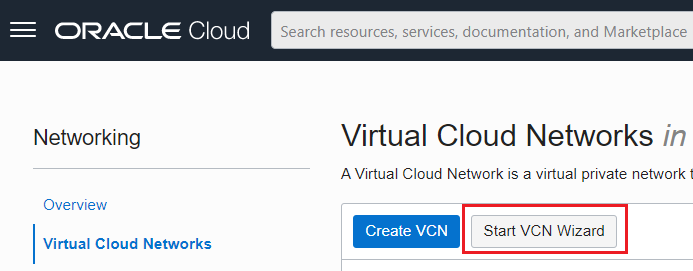 ORACLE Cloud
Search resources, services, documentation, and Marketplace
Networking
Overview
Virtual Cloud Networks
Virtual Cloud Networks in
A Virtual Cloud Network is a virtual private network
Create VCN
Start VCN Wizard